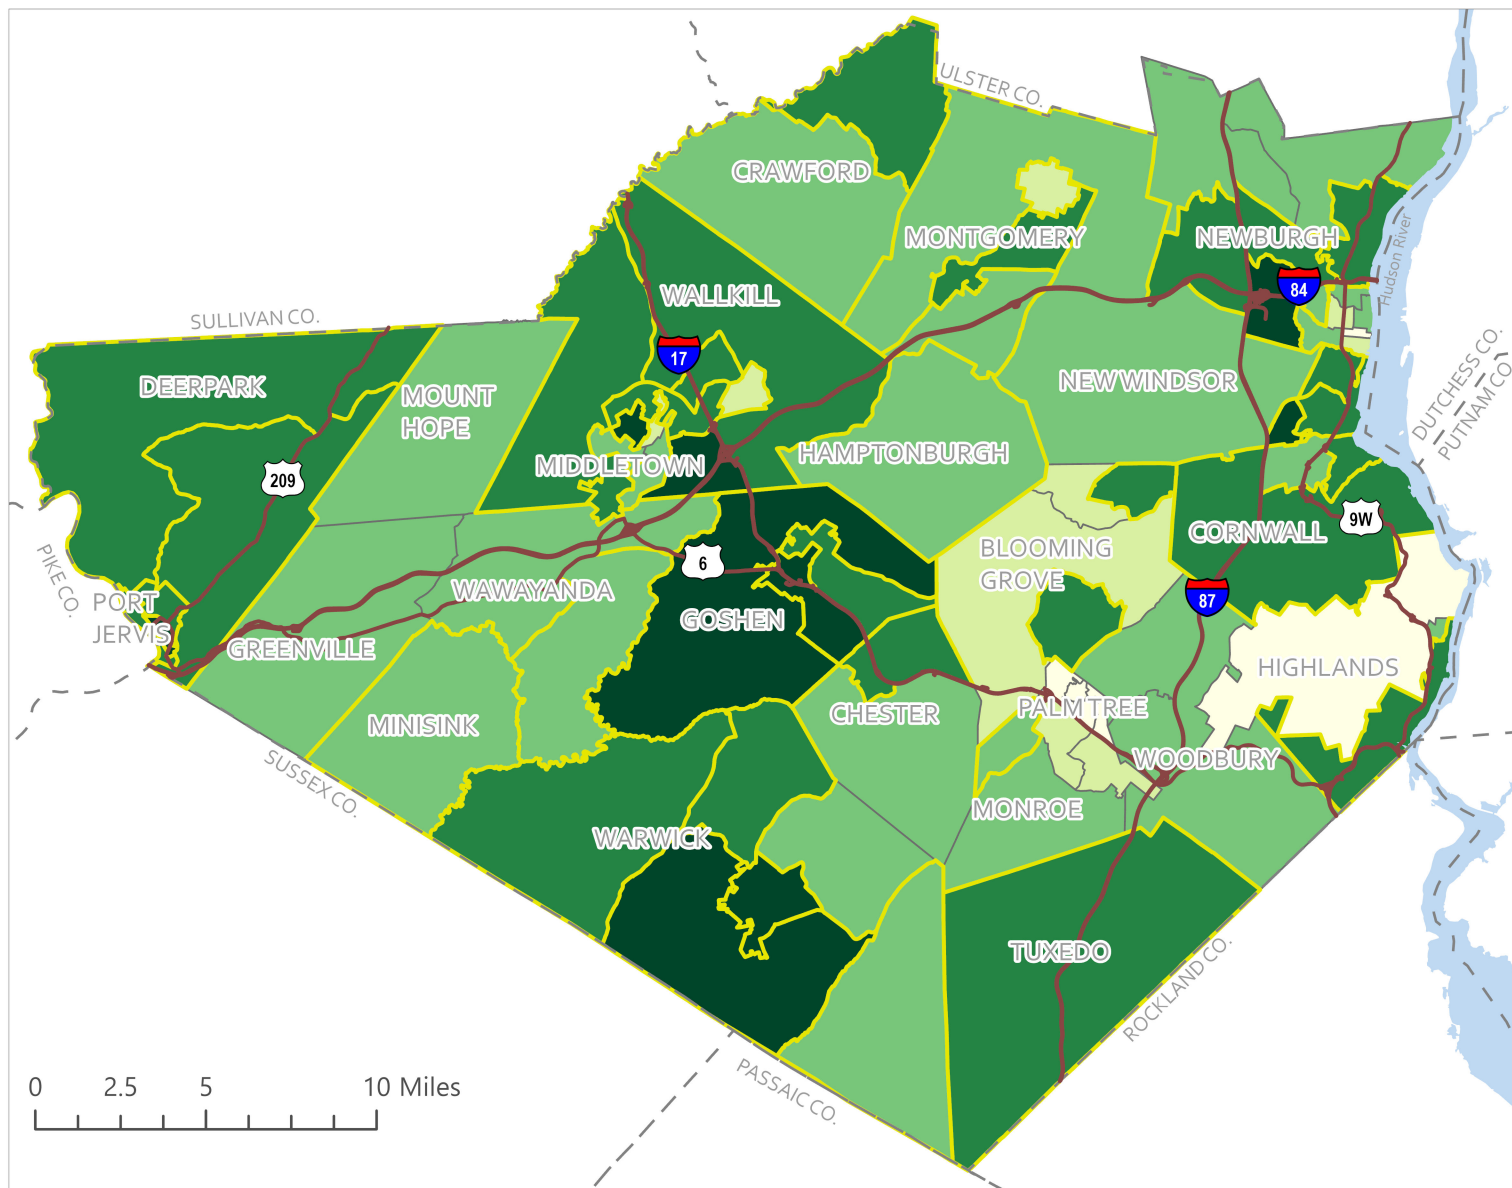 ULSTER CO.
CRAWFORD
MONTGOMERY
NEWBURGH
Hudson River
84
WALLKILL
SULLIVAN CO.
17
DUTCHESS CO.
PUTNAM CO.
DEERPARK
MOUNT
HOPE
NEW WINDSOR
HAMPTONBURGH
MIDDLETOWN
209
9W
CORNWALL
BLOOMING
GROVE
6
PIKE CO.
WAWAYANDA
87
PORT
JERVIS
GOSHEN
GREENVILLE
HIGHLANDS
PALM TREE
CHESTER
MINISINK
WOODBURY
SUSSEX CO.
MONROE
WARWICK
TUXEDO
ROCKLAND CO.
PASSAIC CO.
0 2.5 5 10 Miles